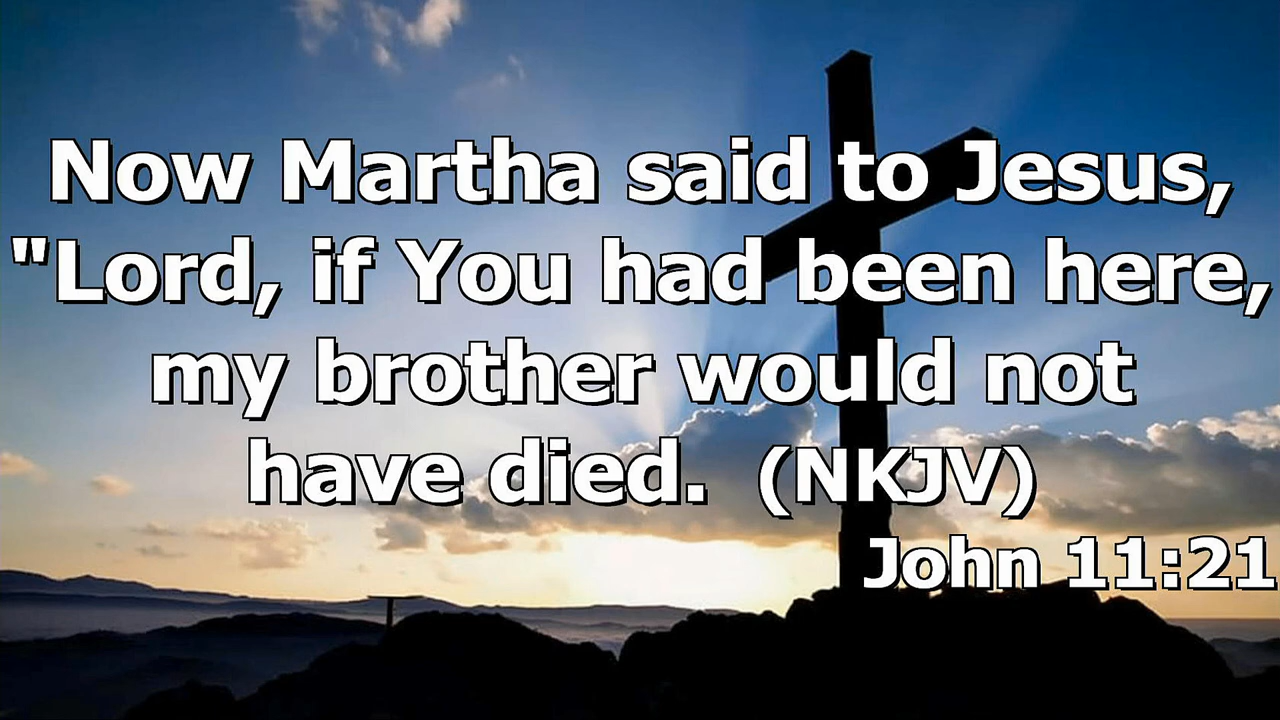 Now Martha said to Jesus,
"Lord, if You had been here,
my brother would not
have died.  (NKJV)
John 11:21